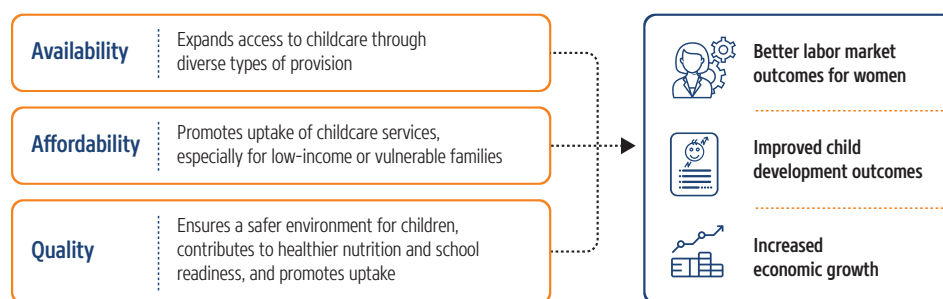 Availability
Expands access to childcare through
diverse types of provision
Affordability
Promotes uptake of childcare services,
especially for low-income or vulnerable families
Quality
Ensures a safer environment for children,
contributes to healthier nutrition and school
readiness, and promotes uptake
Better labor market
outcomes for women
Improved child
development outcomes
Increased
economic growth